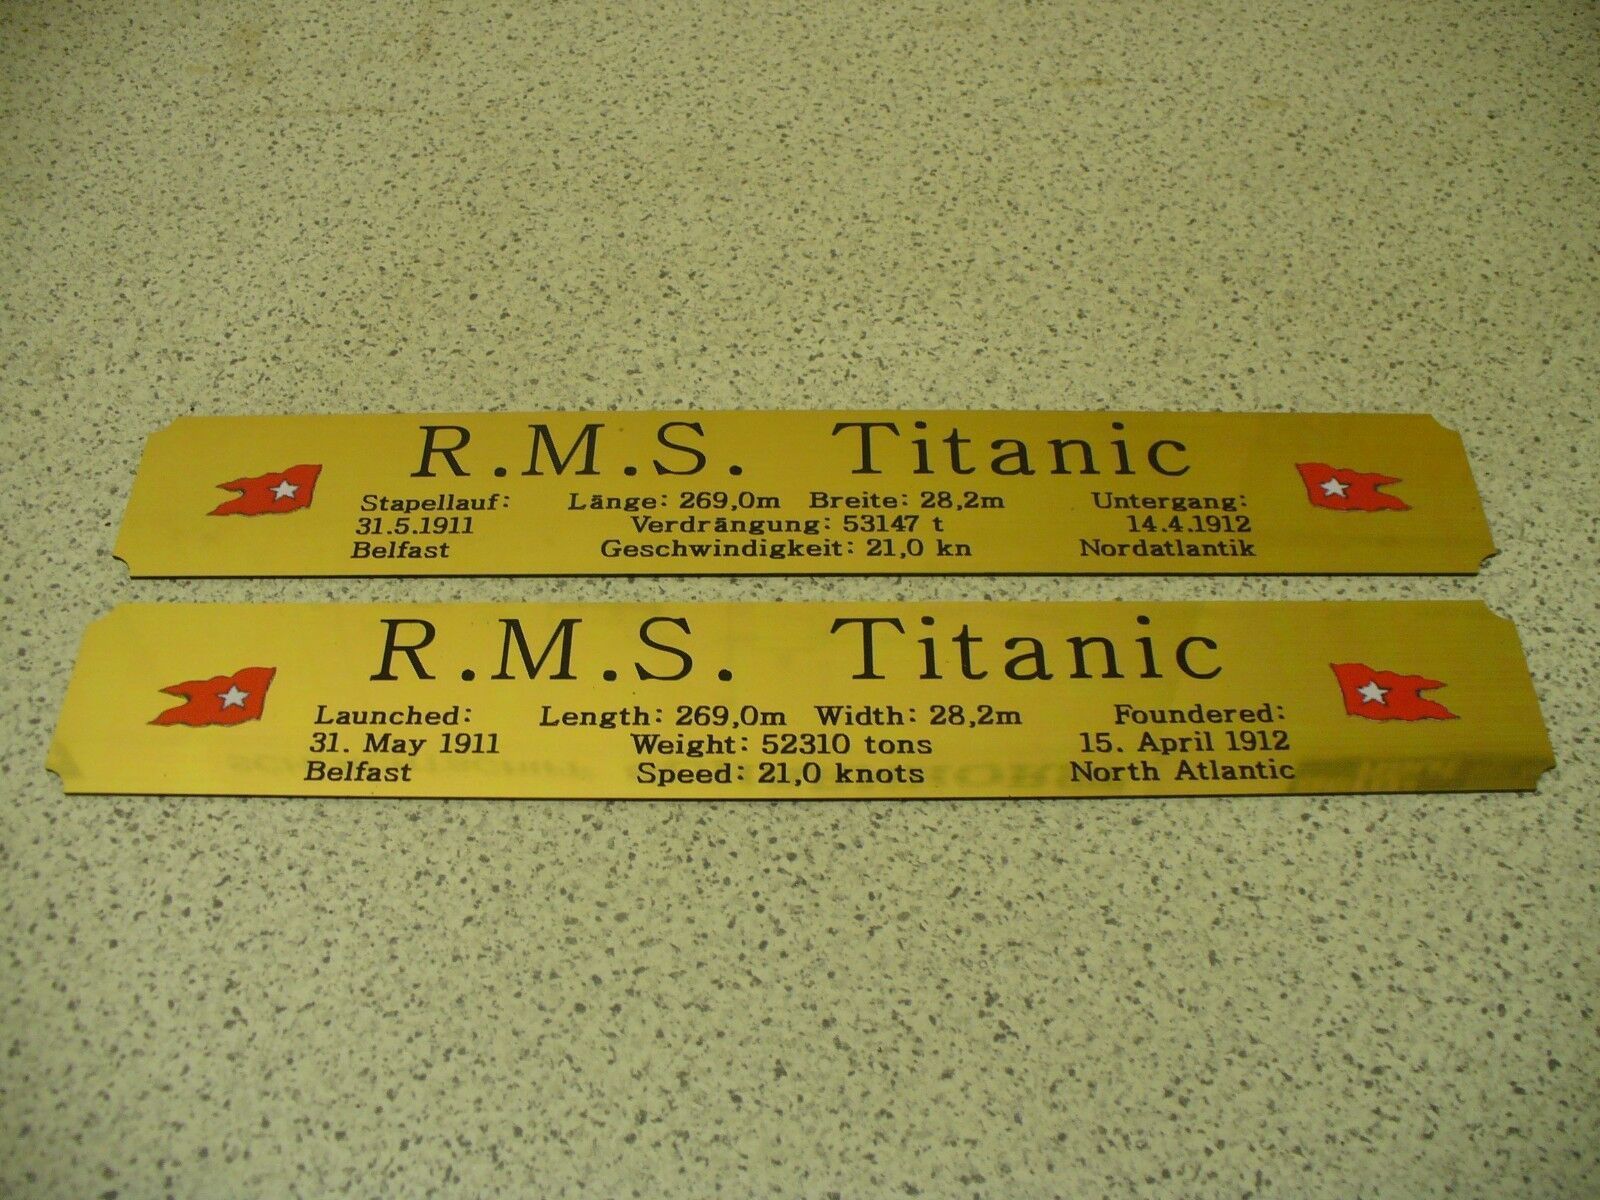 R.M.S. Titanic
Stapellauf: Länge: 269,0m Breite: 28,2m Untergang:
31.5.1911 Verdrängung: 53147 t 14.4.1912
Belfast Geschwindigkeit: 21,0 kn Nordatlantik
R.M.S. Titanic
Launched: Length: 269,0m Width: 28,2m Foundered:
31. May 1911 Weight: 52310 tons 15. April 1912
Belfast Speed: 21,0 knots North Atlantic